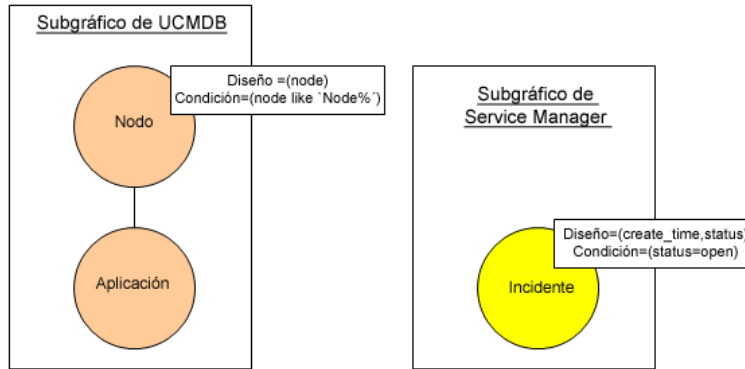 Subgráfico de UCMDB
Diseño =(node)
Condición=(node like `Node%´)
Nodo
Aplicación
Subgráfico de
Service Manager
Diseño=(create_time,status)
Condición=(status=open)
Incidente